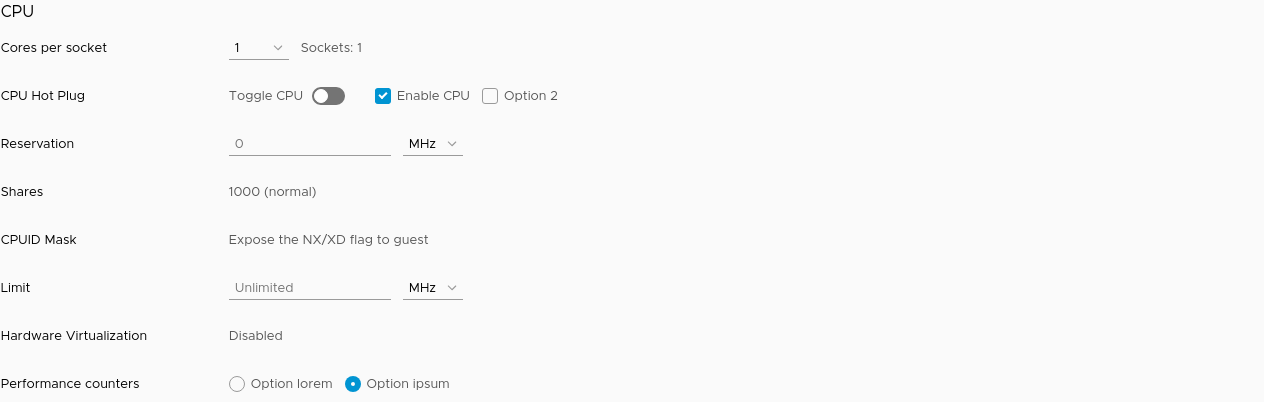 CPU
Cores per socket 1 Sockets: 1
CPU Hot Plug Toggle CPU Enable CPU Option 2
Reservation 0 MHz
Shares 1000 (normal)
CPUID Mask Expose the NX/XD flag to guest
Limit Unlimited MHz
Hardware Virtualization Disabled
Performance counters Option lorem Option ipsum